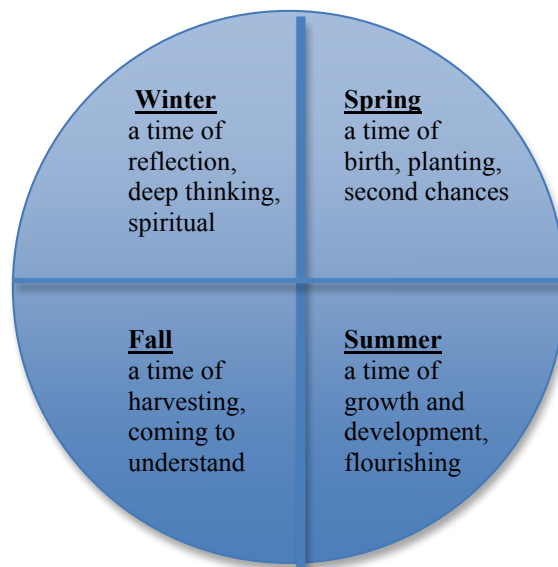 Winter
a time of
reflection,
deep thinking,
spiritual
Spring
a time of
birth, planting,
second chances
Fall
a time of
harvesting,
coming to
understand
Summer
a time of
growth and
development,
flourishing